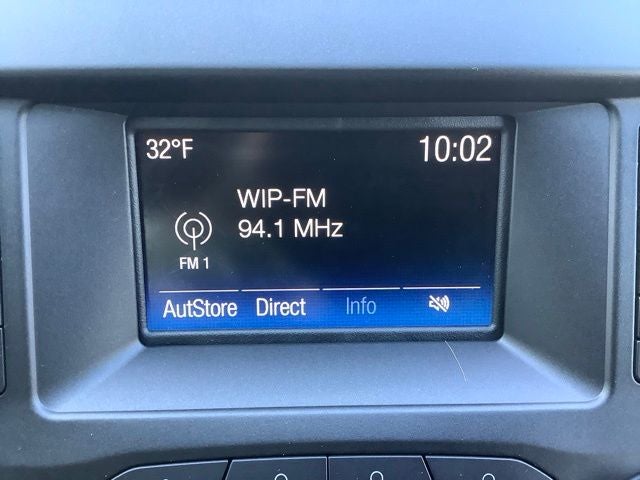 32°F 10:02
WIP-FM
94.1 MHz
FM 1
AutStore Direct Info